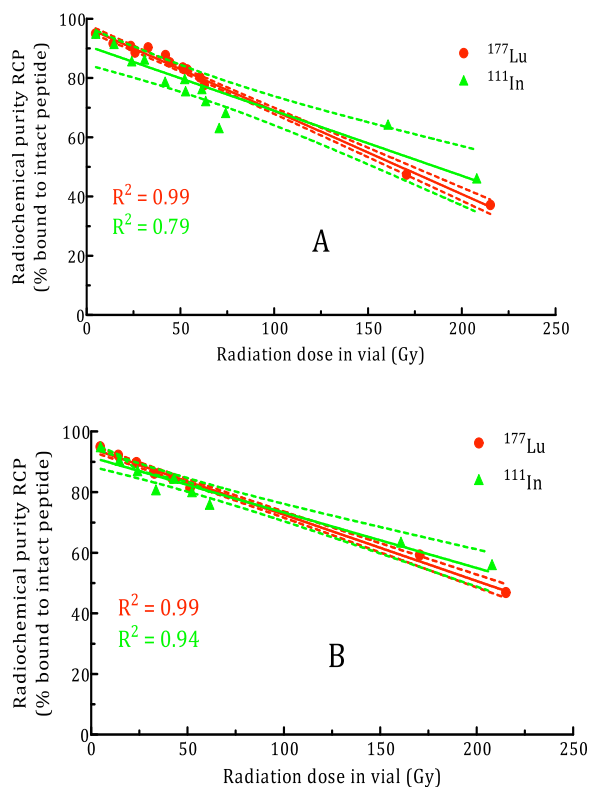 100
80
60
40
20
0
Radiochemical purity RCP
(% bound to intact peptide)
177Lu
111In
R2 = 0.99
R2 = 0.79
A
0 50 100 150 200 250
Radiation dose in vial (Gy)
100
80
60
40
20
0
Radiochemical purity RCP
(% bound to intact peptide)
177Lu
111In
R2 = 0.99
R2 = 0.94
B
0 50 100 150 200 250
Radiation dose in vial (Gy)